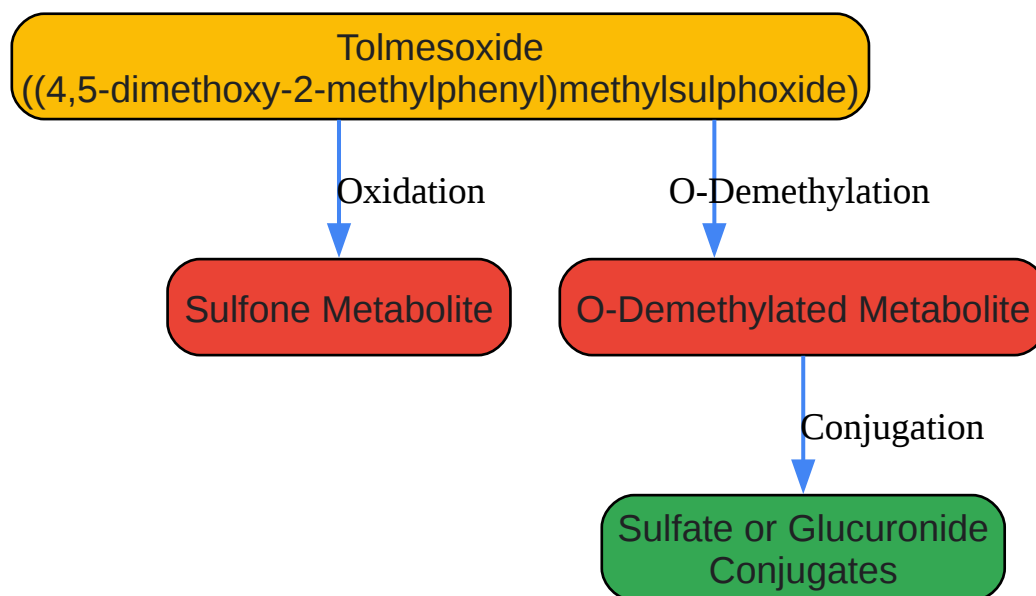 Tolmesoxide
((4,5-dimethoxy-2-methylphenyl)methylsulphoxide)
Oxidation
O-Demethylation
Sulfone Metabolite
O-Demethylated Metabolite
Conjugation
Sulfate or Glucuronide
Conjugates